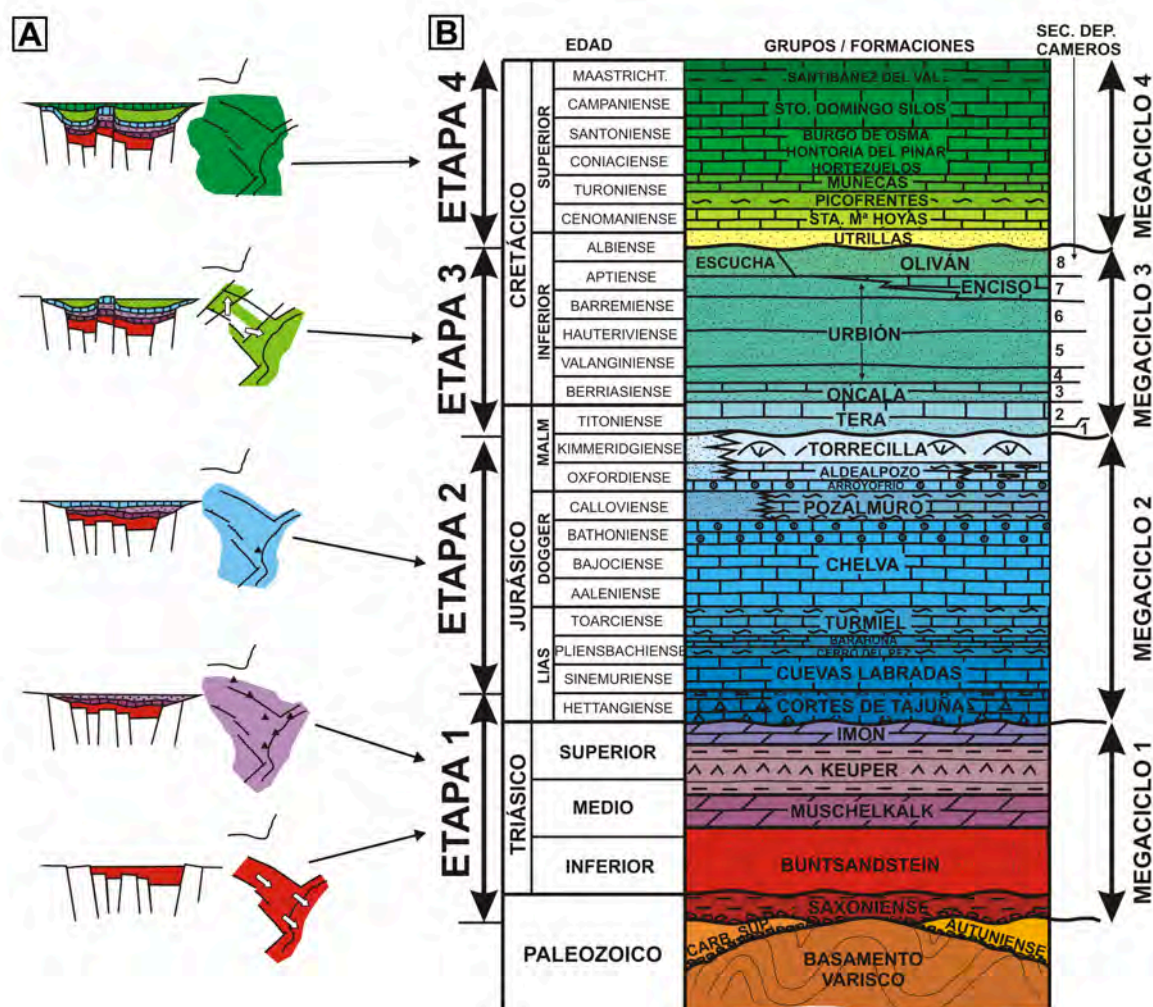 A
B
EDAD
GRUPOS / FORMACIONES
SEC. DEP.
CAMEROS
ETAPA 4
ETAPA 3
ETAPA 2
ETAPA 1
CRETÁCICO
SUPERIOR
INFERIOR
JURÁSICO
MALM
DOGGER
LIAS
TRIÁSICO
MAASTRICHT.
CAMPANIENSE
SANTONIENSE
CONIACIENSE
TURONIENSE
CENOMANIENSE
ALBIENSE
APTIENSE
BARREMIENSE
HAUTERIVIENSE
VALANGINIENSE
BERRIASIENSE
TITONIENSE
KIMMERIDGIENSE
OXFORDIENSE
CALLOVIENSE
BATHONIENSE
BAJOCIENSE
AALENIENSE
TOARCIENSE
PLIENSBACHIENSE
SINEMURIENSE
HETTANGIENSE
SUPERIOR
MEDIO
INFERIOR
PALEOZOICO
SANTIBAÑEZ DEL VAL
STO. DOMINGO SILOS
BURGO DE OSMA
HONTORIA DEL PINAR
HORTEZUELOS
MUÑECAS
PICOFRENTES
STA. Mª HOYAS
UTRILLAS
ESCUCHA
OLIVÁN
ENCISO
URBIÓN
ONCALA
TERA
TORRECILLA
ALDEALPOZO
ARROYOFRIO
POZALMURO
CHELVA
TURMIEL
BARAHONA
CERRO DEL PEZ
CUEVAS LABRADAS
CORTES DE TAJUÑA
IMON
KEUPER
MUSCHELKALK
BUNTSANDSTEIN
SAXONIENSE
CARB. SUP.
AUTUNIENSE
BASAMENTO
VARISCO
8
7
6
5
4
3
2
1
MEGACICLO 4
MEGACICLO 3
MEGACICLO 2
MEGACICLO 1